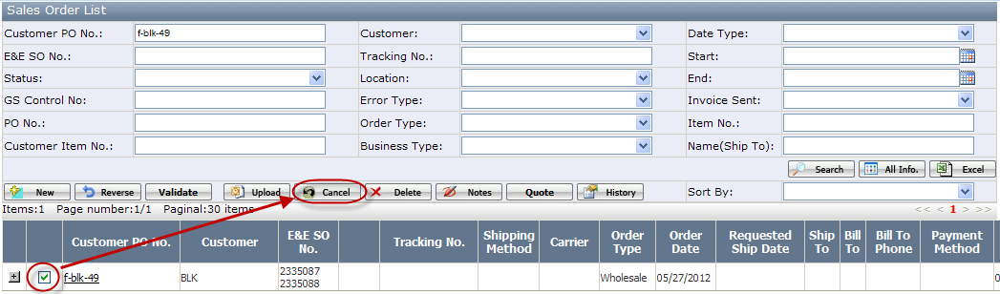 Sales Order List
Customer PO No.: f-blk-49 Customer: Date Type:
E&E SO No.: Tracking No.: Start:
Status: Location: End:
GS Control No: Error Type: Invoice Sent:
PO No.: Order Type: Item No.:
Customer Item No.: Business Type: Name(Ship To):
Search All Info. Excel
New Reverse Validate Upload Cancel Delete Notes Quote History Sort By:
Items:1 Page number:1/1 Paginal:30 items << < 1 > >>
Customer PO No. Customer E&E SO No. Tracking No. Shipping Method Carrier Order Type Order Date Requested Ship Date Ship To Bill To Bill To Phone Payment Method
f-blk-49 BLK 2335087 Wholesale 05/27/2012 0
2335088